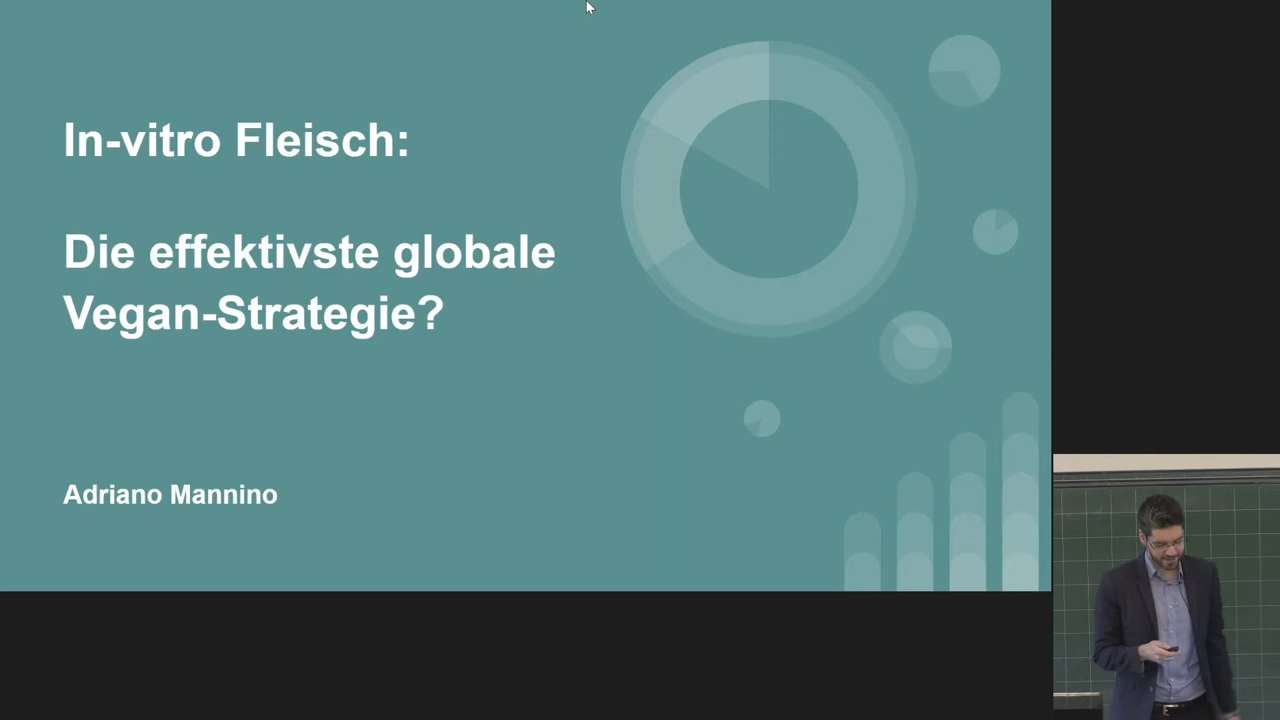 In-vitro Fleisch:
Die effektivste globale
Vegan-Strategie?
Adriano Mannino